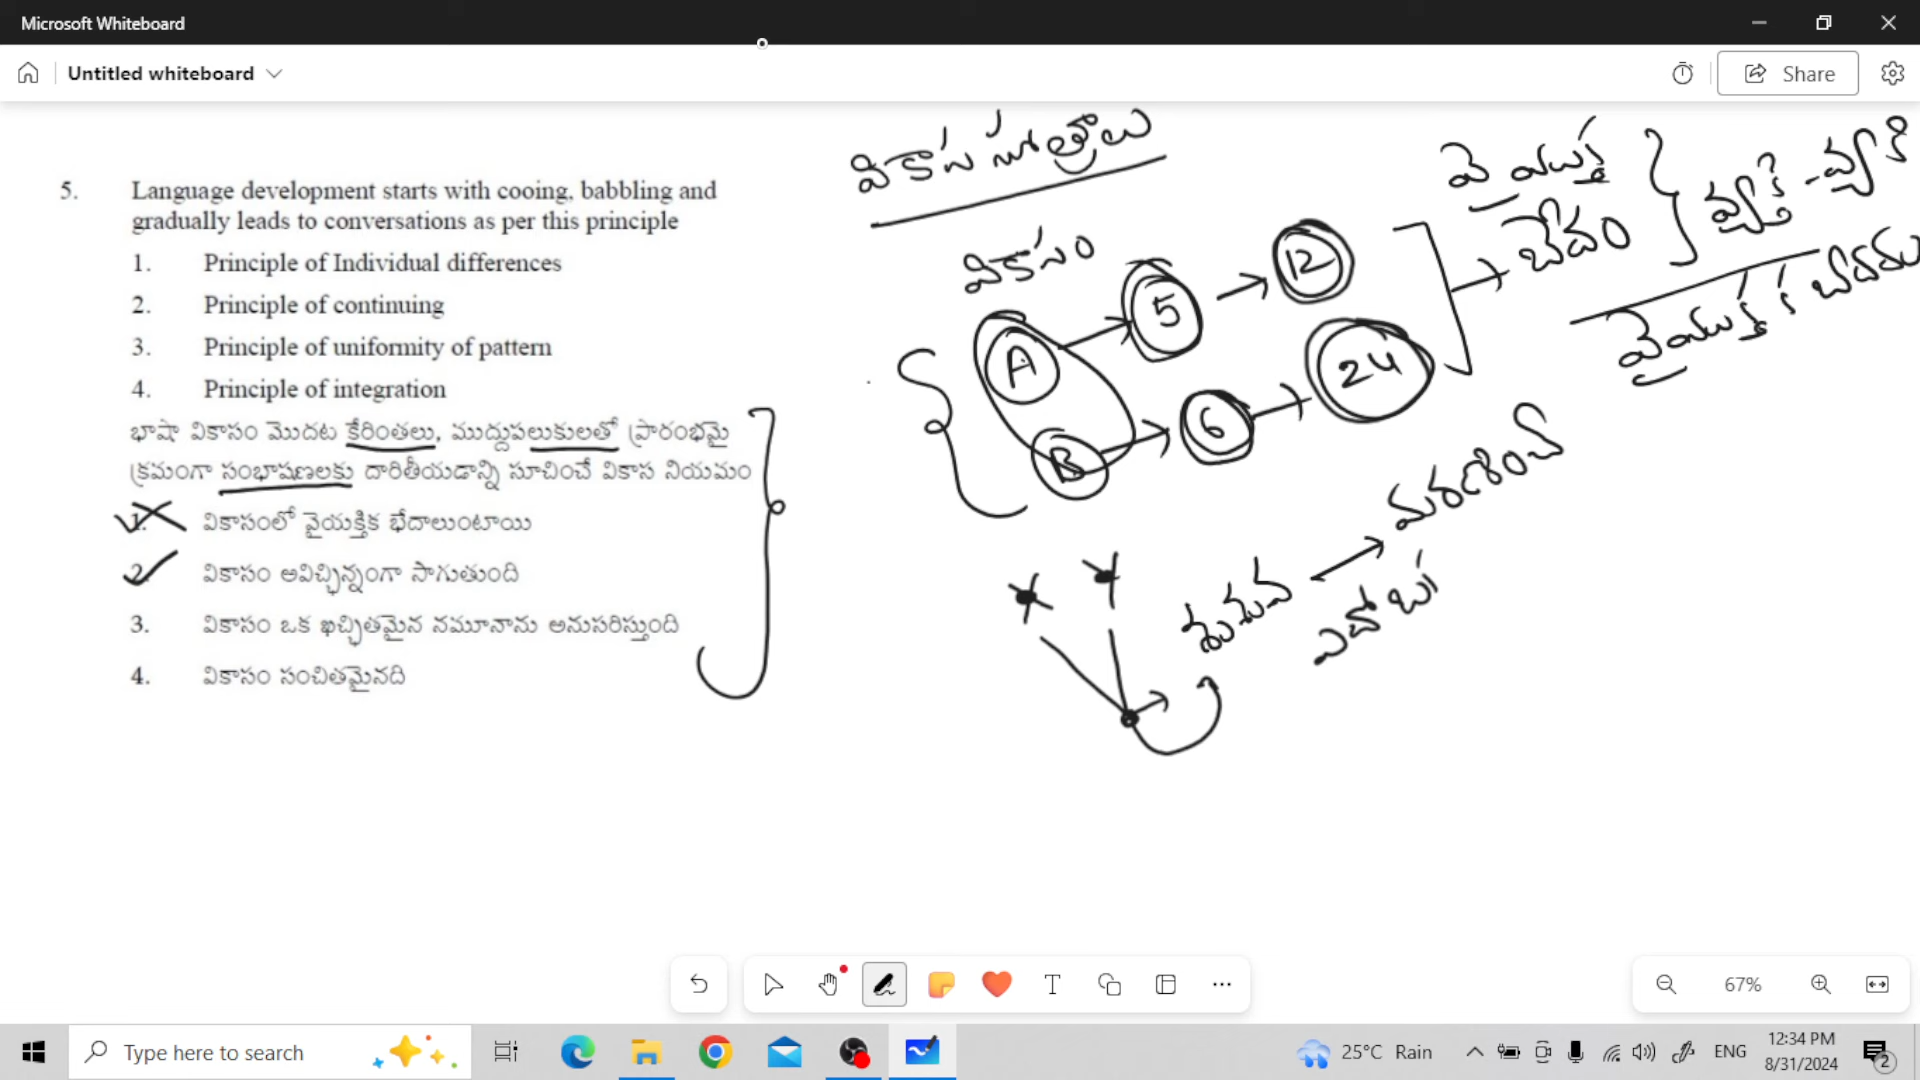 Microsoft Whiteboard
Untitled whiteboard
Share
5. Language development starts with cooing, babbling and
gradually leads to conversations as per this principle
1. Principle of Individual differences
2. Principle of continuing
3. Principle of uniformity of pattern
4. Principle of integration
భాషా వికాసం మొదట కేరింతలు, ముద్దుపలుకులతో ప్రారంభమై
క్రమంగా సంభాషణలకు దారితీయడాన్ని సూచించే వికాస నియమం
1. వికాసంలో వైయక్తిక భేదాలుంటాయి
2. వికాసం అవిచ్ఛిన్నంగా సాగుతుంది
3. వికాసం ఒక ఖచ్ఛితమైన నమూనాను అనుసరిస్తుంది
4. వికాసం సంచితమైనది
వికాస సూత్రాలు
వికాసం
A 5 12
B 6 24
భేదం
67%
Type here to search
25°C Rain
ENG
12:34 PM
8/31/2024
2